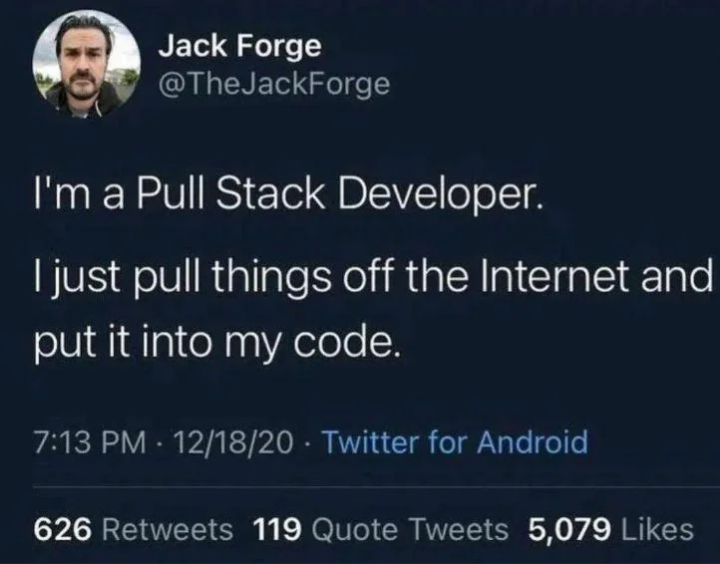 Jack Forge
@TheJackForge
I'm a Pull Stack Developer.
I just pull things off the Internet and
put it into my code.
7:13 PM · 12/18/20 · Twitter for Android
626 Retweets 119 Quote Tweets 5,079 Likes